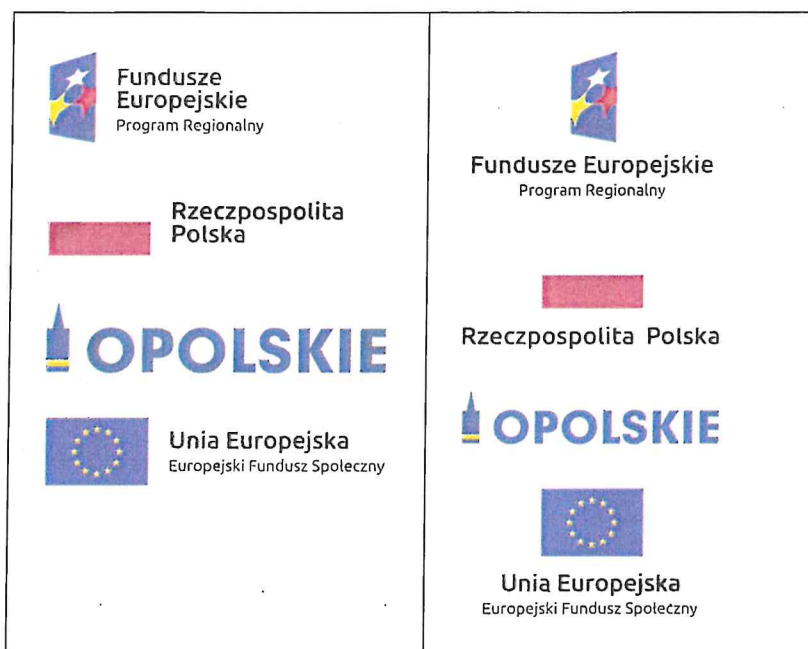 Fundusze
Europejskie
Program Regionalny
Rzeczpospolita
Polska
OPOLSKIE
Unia Europejska
Europejski Fundusz Społeczny
Fundusze Europejskie
Program Regionalny
Rzeczpospolita Polska
OPOLSKIE
Unia Europejska
Europejski Fundusz Społeczny